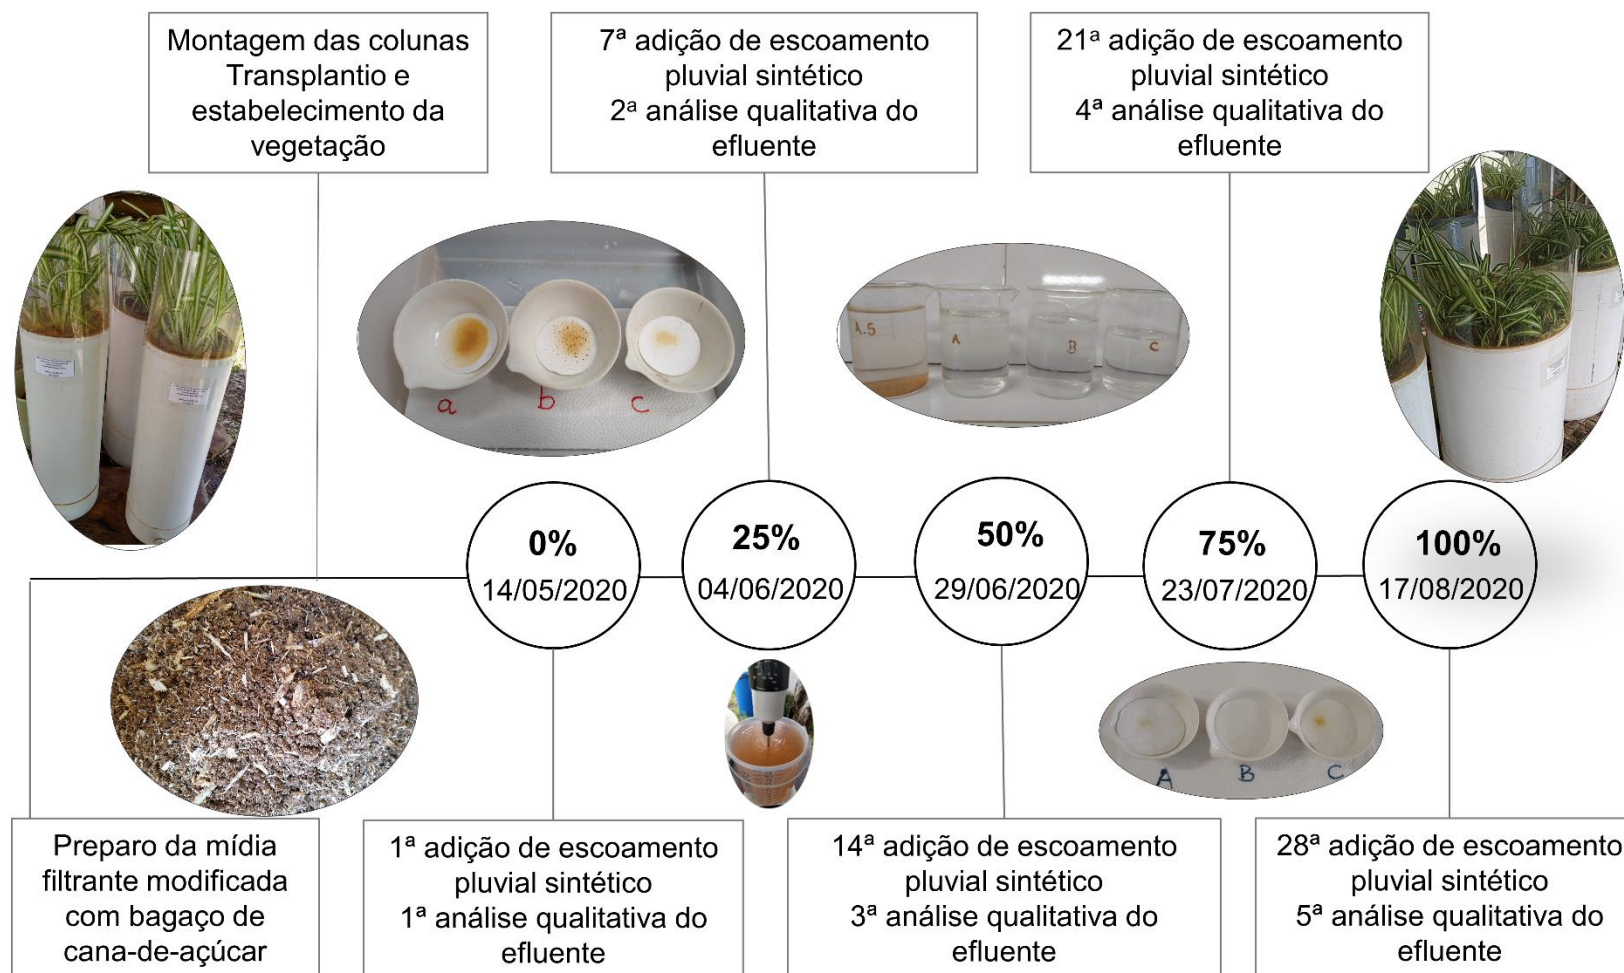 Montagem das colunas
Transplantio e
estabelecimento da
vegetação
7ª adição de escoamento
pluvial sintético
2ª análise qualitativa do
efluente
21ª adição de escoamento
pluvial sintético
4ª análise qualitativa do
efluente
a
b
c
A.S
A
B
C
0%
14/05/2020
25%
04/06/2020
50%
29/06/2020
75%
23/07/2020
100%
17/08/2020
A
B
C
Preparo da mídia
filtrante modificada
com bagaço de
cana-de-açúcar
1ª adição de escoamento
pluvial sintético
1ª análise qualitativa do
efluente
14ª adição de escoamento
pluvial sintético
3ª análise qualitativa do
efluente
28ª adição de escoamento
pluvial sintético
5ª análise qualitativa do
efluente